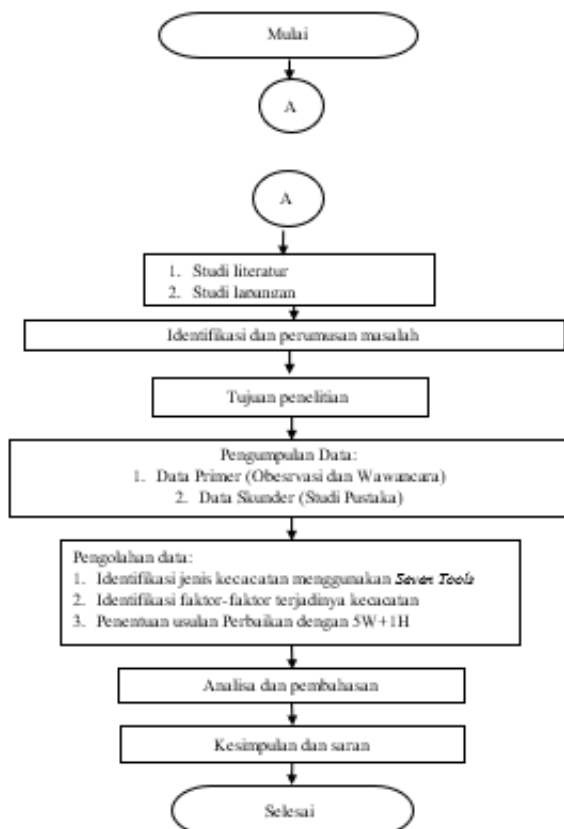 Mulai
A
A
1. Studi literatur
2. Studi lapangan
Identifikasi dan perumusan masalah
Tujuan penelitian
Pengumpulan Data:
1. Data Primer (Obesrvasi dan Wawancara)
2. Data Skunder (Studi Pustaka)
Pengolahan data:
1. Identifikasi jenis kecacatan menggunakan Seven Tools
2. Identifikasi faktor-faktor terjadinya kecacatan
3. Penentuan usulan Perbaikan dengan 5W+1H
Analisa dan pembahasan
Kesimpulan dan saran
Selesai